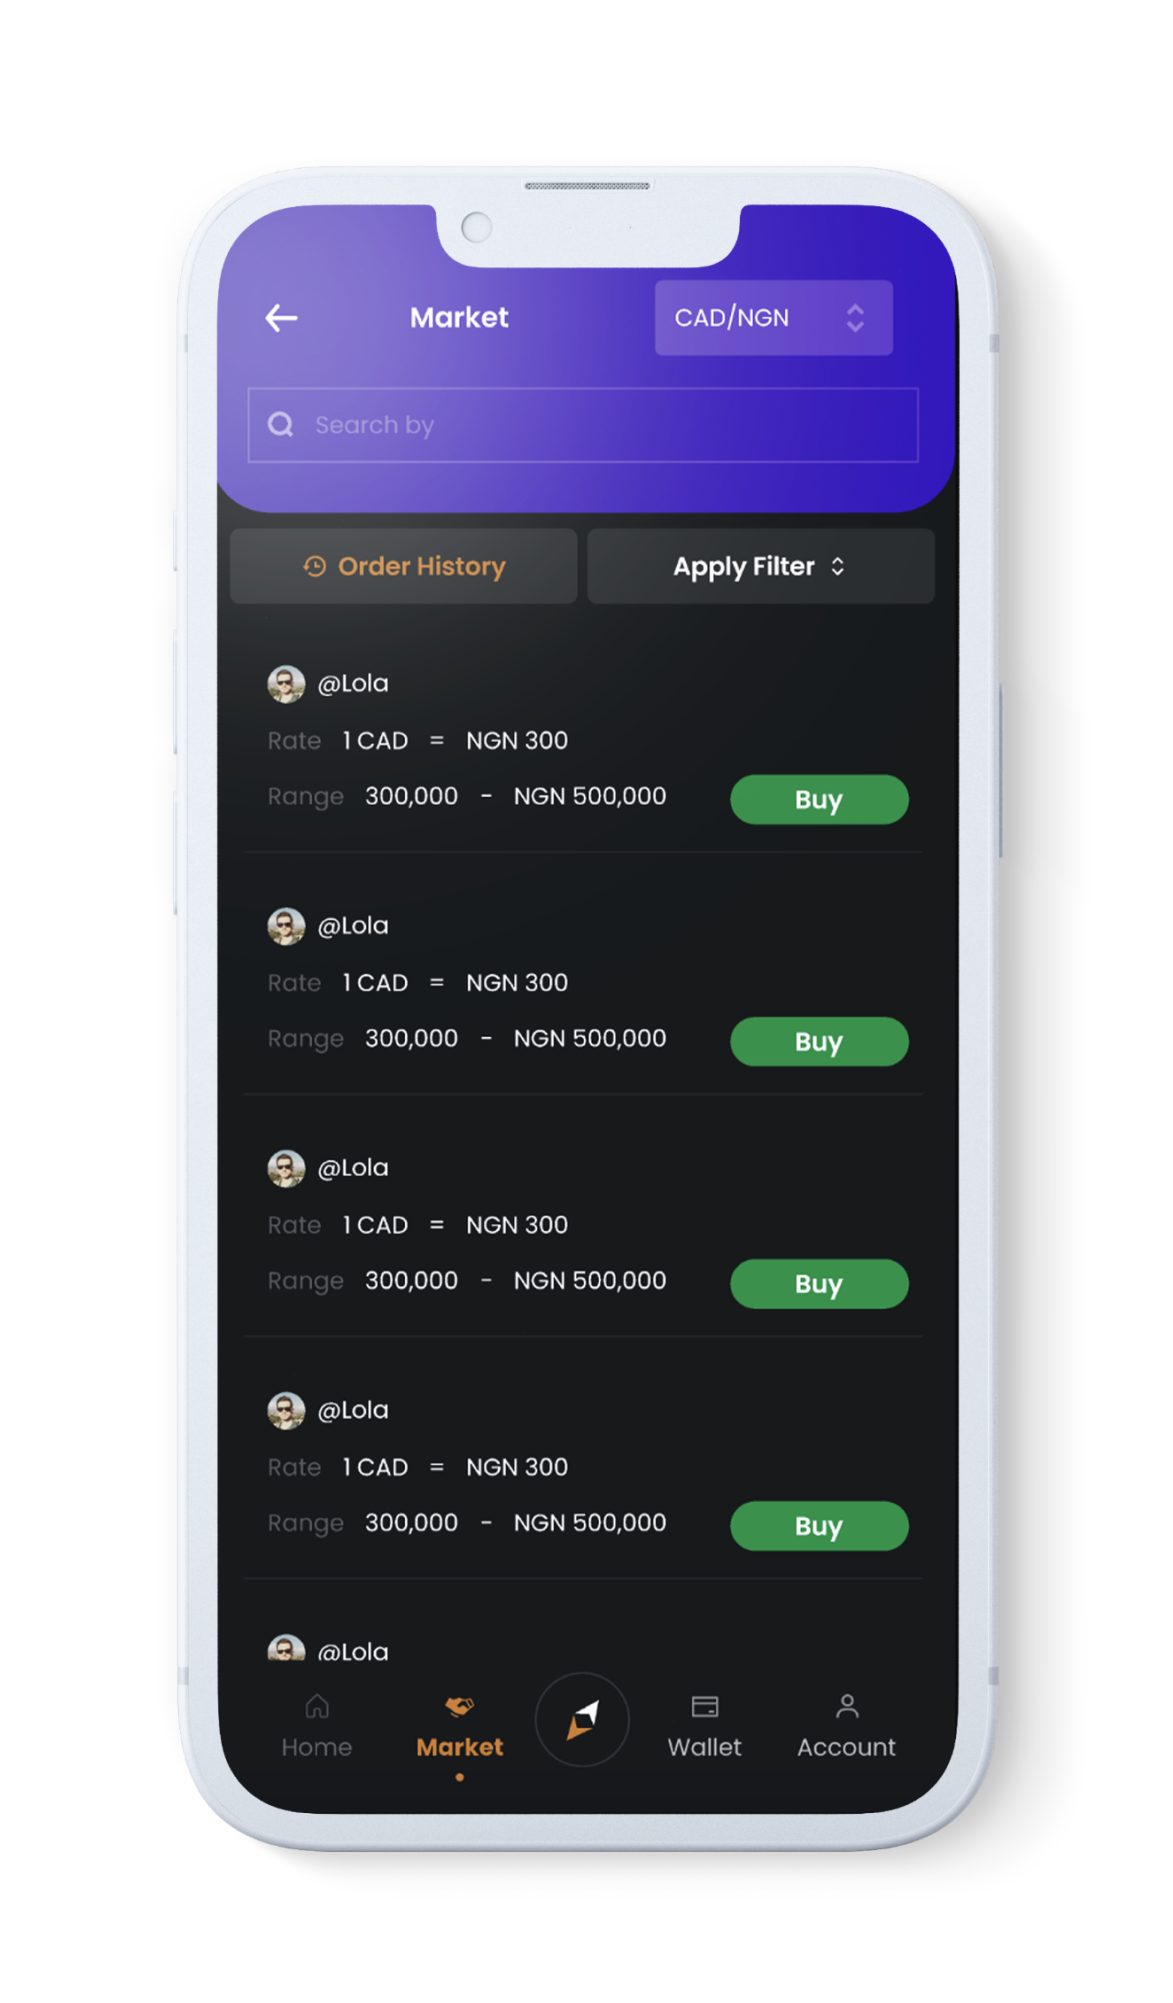 Market CAD/NGN
Search by
Order History Apply Filter
@Lola
Rate 1 CAD = NGN 300
Range 300,000 - NGN 500,000 Buy
@Lola
Rate 1 CAD = NGN 300
Range 300,000 - NGN 500,000 Buy
@Lola
Rate 1 CAD = NGN 300
Range 300,000 - NGN 500,000 Buy
@Lola
Rate 1 CAD = NGN 300
Range 300,000 - NGN 500,000 Buy
@Lola
Home Market Wallet Account